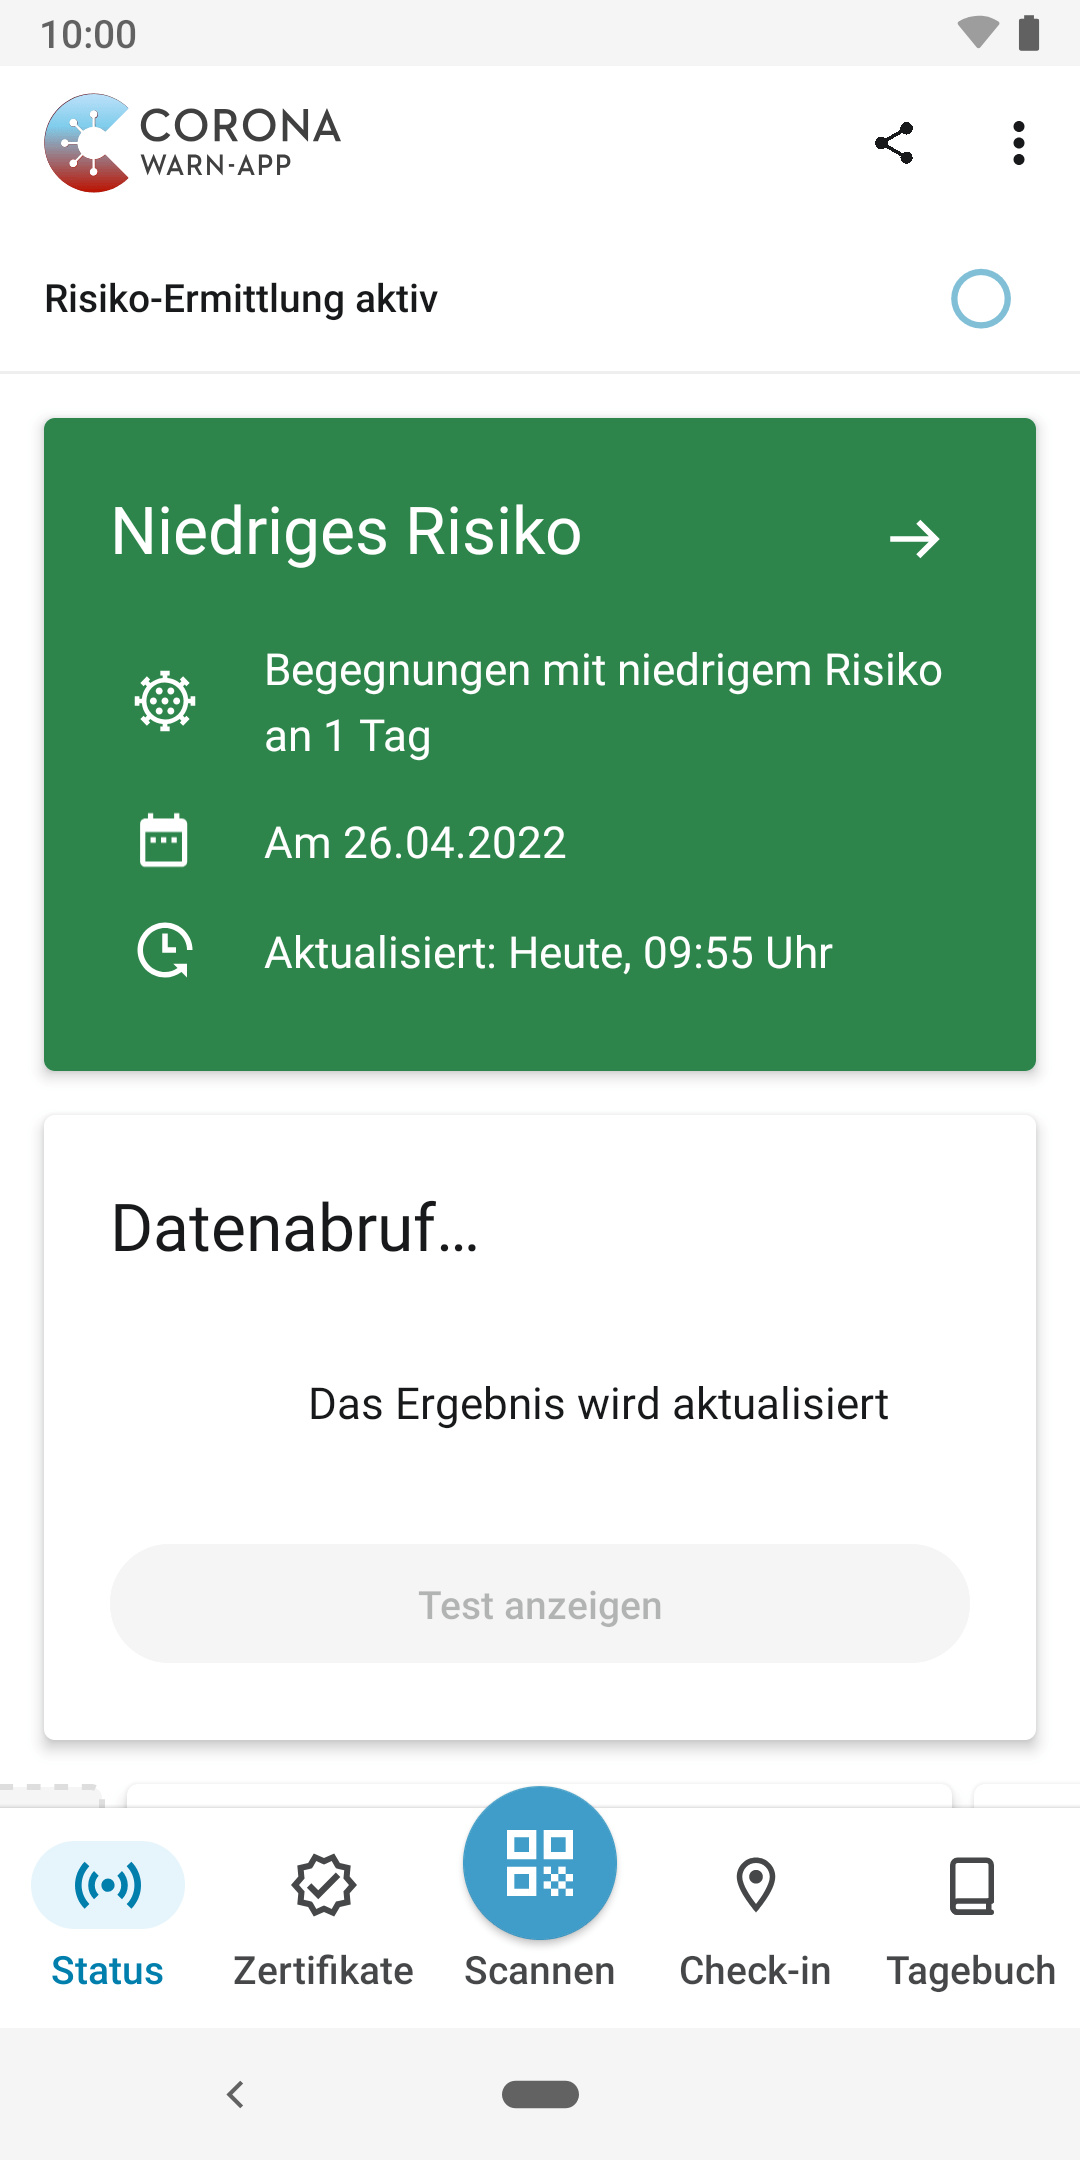 10:00
CORONA
WARN-APP
Risiko-Ermittlung aktiv
Niedriges Risiko
Begegnungen mit niedrigem Risiko
an 1 Tag
Am 26.04.2022
Aktualisiert: Heute, 09:55 Uhr
Datenabruf...
Das Ergebnis wird aktualisiert
Test anzeigen
Status
Zertifikate
Scannen
Check-in
Tagebuch